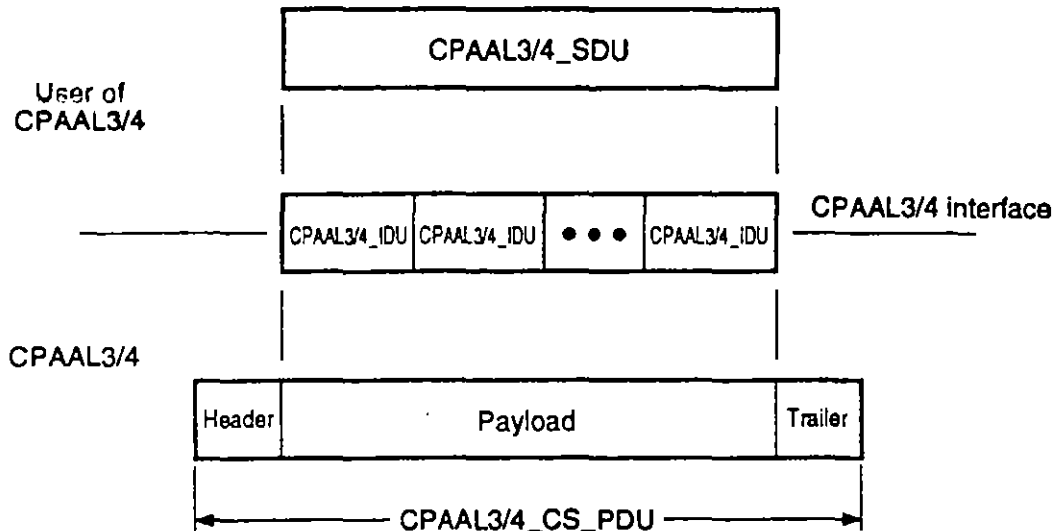 CPAAL3/4_SDU
User of
CPAAL3/4
CPAAL3/4 interface
CPAAL3/4_IDU CPAAL3/4_IDU ● ● ● CPAAL3/4_IDU
CPAAL3/4
Header Payload Trailer
CPAAL3/4_CS_PDU